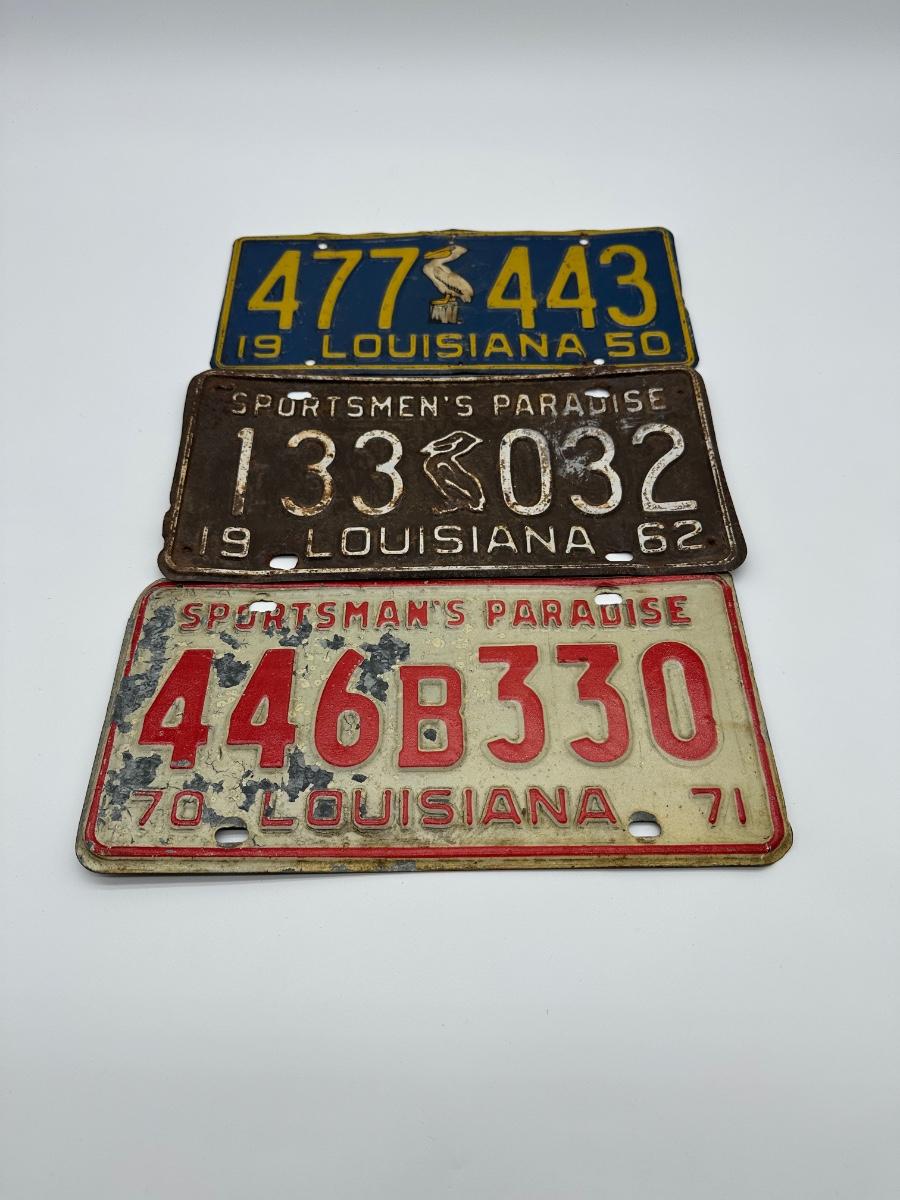 477 443
19 LOUISIANA 50
SPORTSMEN'S PARADISE
133 032
19 LOUISIANA 62
SPORTSMAN'S PARADISE
446B330
70 LOUISIANA 71